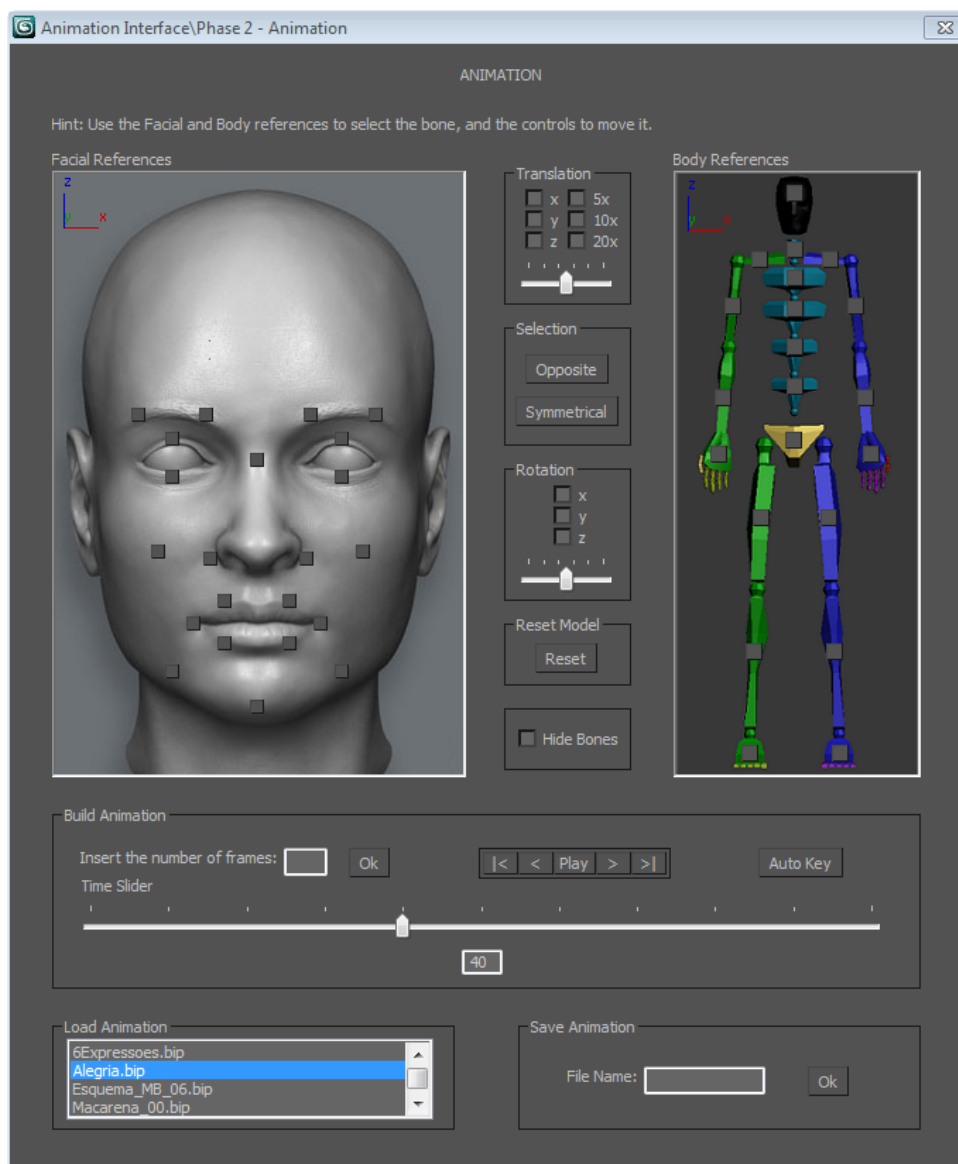 Animation Interface\Phase 2 - Animation
ANIMATION
Hint: Use the Facial and Body references to select the bone, and the controls to move it.
Facial References
z
y x
Translation
x 5x
y 10x
z 20x
Selection
Opposite
Symmetrical
Rotation
x
y
z
Reset Model
Reset
Hide Bones
Body References
z
y x
Build Animation
Insert the number of frames: Ok |< < Play > >| Auto Key
Time Slider
40
Load Animation
6Expressoes.bip
Alegria.bip
Esquema_MB_06.bip
Macarena_00.bip
Save Animation
File Name: Ok